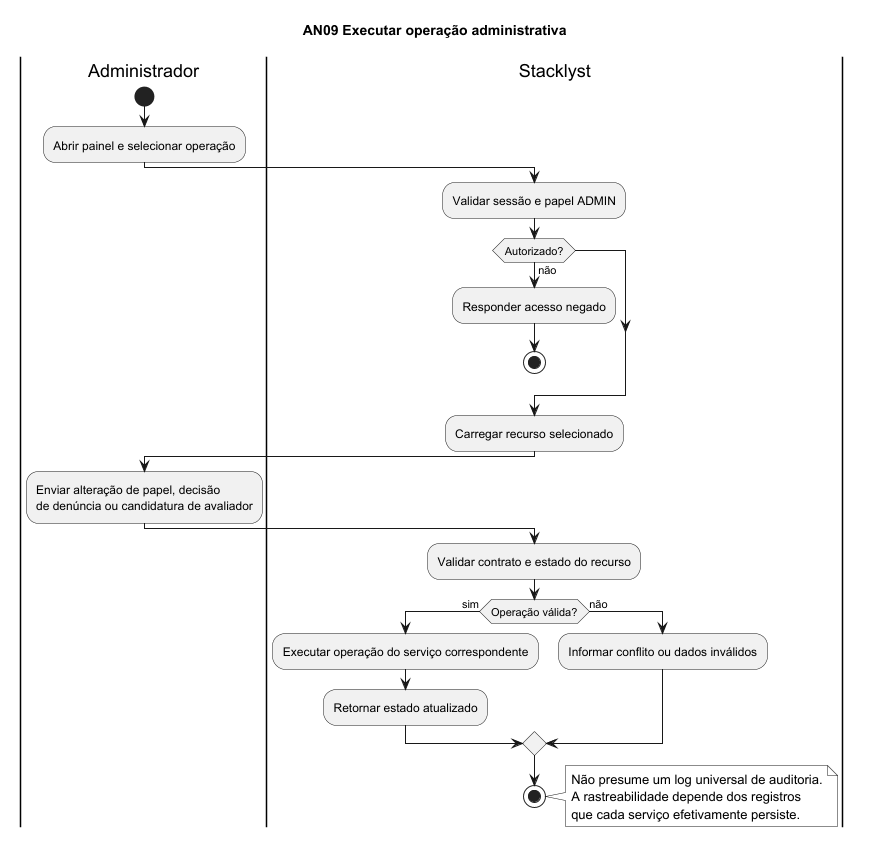 AN09 Executar operação administrativa
Administrador
Stacklyst
Abrir painel e selecionar operação
Validar sessão e papel ADMIN
Autorizado?
não
Responder acesso negado
Carregar recurso selecionado
Enviar alteração de papel, decisão
de denúncia ou candidatura de avaliador
Validar contrato e estado do recurso
sim
Operação válida?
não
Executar operação do serviço correspondente
Informar conflito ou dados inválidos
Retornar estado atualizado
Não presume um log universal de auditoria.
A rastreabilidade depende dos registros
que cada serviço efetivamente persiste.